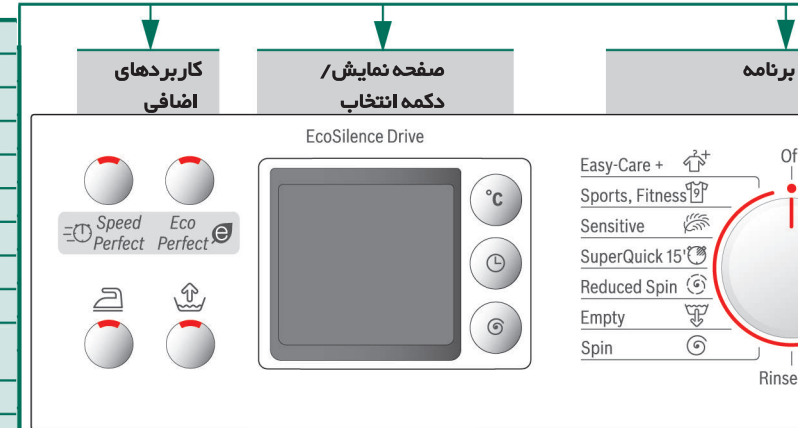 کاربردهای
اضافی
صفحه نمایش/
دکمه انتخاب
برنامه
EcoSilence Drive
Speed Perfect
Eco Perfect
e
°C
Easy-Care +
Sports, Fitness
9
Sensitive
SuperQuick 15'
Reduced Spin
Empty
Spin
Of
Rinse